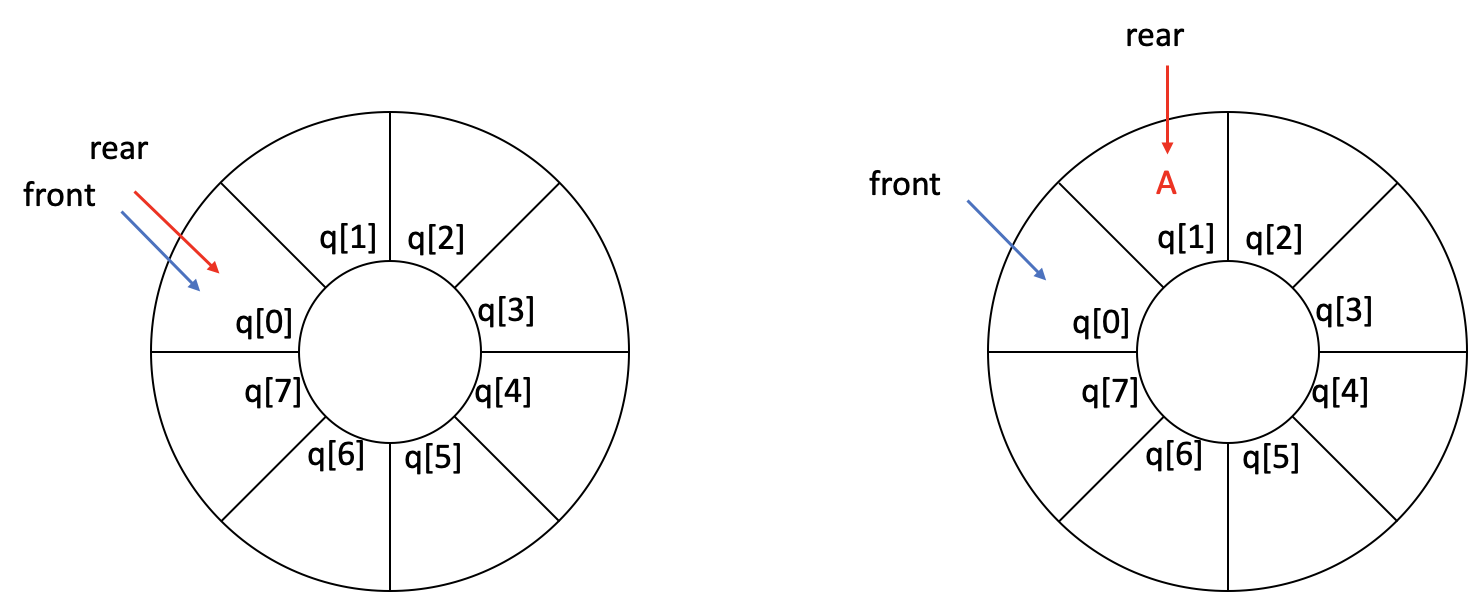 rear
front
q[1]
q[2]
q[0]
q[3]
q[7]
q[4]
q[6]
q[5]
rear
front
A
q[1]
q[2]
q[0]
q[3]
q[7]
q[4]
q[6]
q[5]